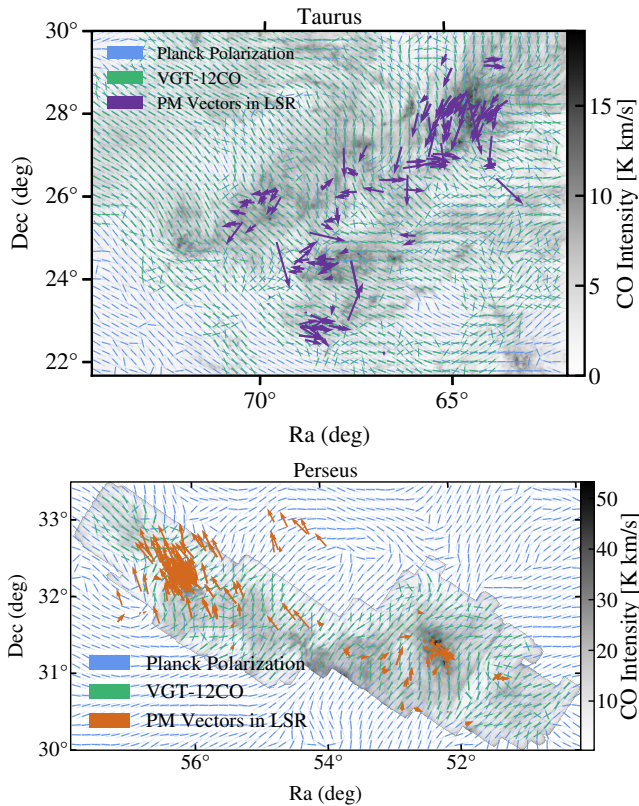 Taurus
30°
28°
26°
24°
22°
Dec (deg)
Planck Polarization
VGT-12CO
PM Vectors in LSR
70°
65°
Ra (deg)
15
10
5
0
CO Intensity [K km/s]
Perseus
33°
32°
31°
30°
Dec (deg)
Planck Polarization
VGT-12CO
PM Vectors in LSR
56°
54°
52°
Ra (deg)
50
40
30
20
10
CO Intensity [K km/s]